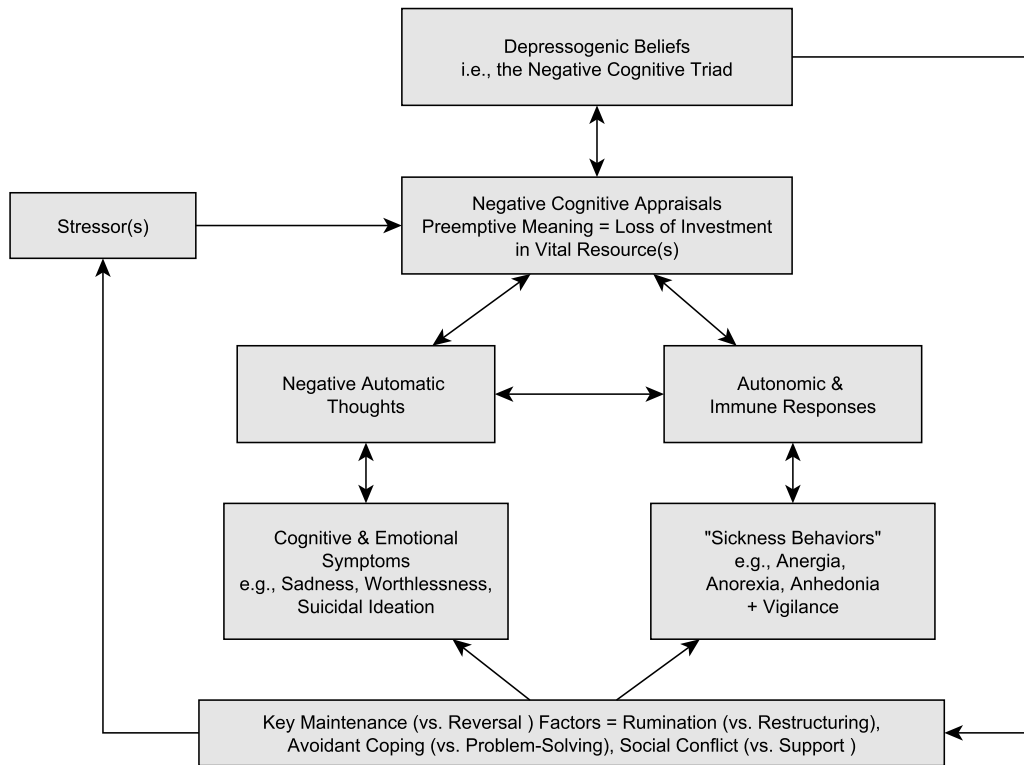 Depressogenic Beliefs
i.e., the Negative Cognitive Triad
Stressor(s)
Negative Cognitive Appraisals
Preemptive Meaning = Loss of Investment
in Vital Resource(s)
Negative Automatic
Thoughts
Autonomic &
Immune Responses
Cognitive & Emotional
Symptoms
e.g., Sadness, Worthlessness,
Suicidal Ideation
"Sickness Behaviors"
e.g., Anergia,
Anorexia, Anhedonia
+ Vigilance
Key Maintenance (vs. Reversal ) Factors = Rumination (vs. Restructuring),
Avoidant Coping (vs. Problem-Solving), Social Conflict (vs. Support )